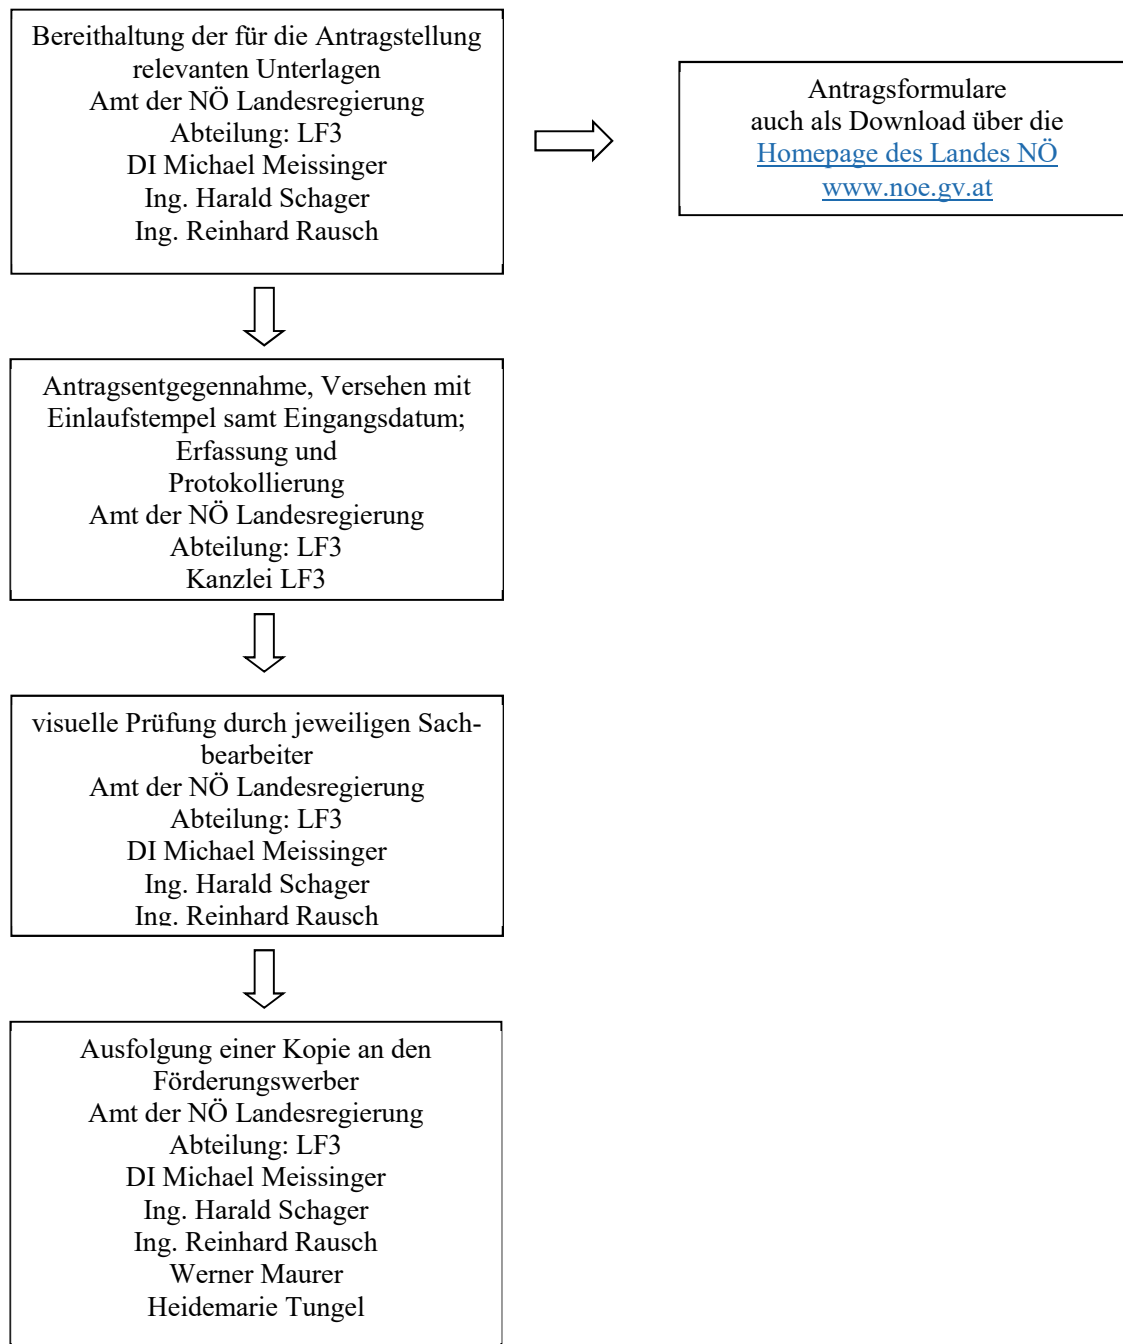 Bereithaltung der für die Antragstellung
relevanten Unterlagen
Amt der NÖ Landesregierung
Abteilung: LF3
DI Michael Meissinger
Ing. Harald Schager
Ing. Reinhard Rausch
Antragsformulare
auch als Download über die
Homepage des Landes NÖ
www.noe.gv.at
Antragsentgegennahme, Versehen mit
Einlaufstempel samt Eingangsdatum;
Erfassung und
Protokollierung
Amt der NÖ Landesregierung
Abteilung: LF3
Kanzlei LF3
visuelle Prüfung durch jeweiligen Sach-
bearbeiter
Amt der NÖ Landesregierung
Abteilung: LF3
DI Michael Meissinger
Ing. Harald Schager
Ing. Reinhard Rausch
Ausfolgung einer Kopie an den
Förderungswerber
Amt der NÖ Landesregierung
Abteilung: LF3
DI Michael Meissinger
Ing. Harald Schager
Ing. Reinhard Rausch
Werner Maurer
Heidemarie Tungel